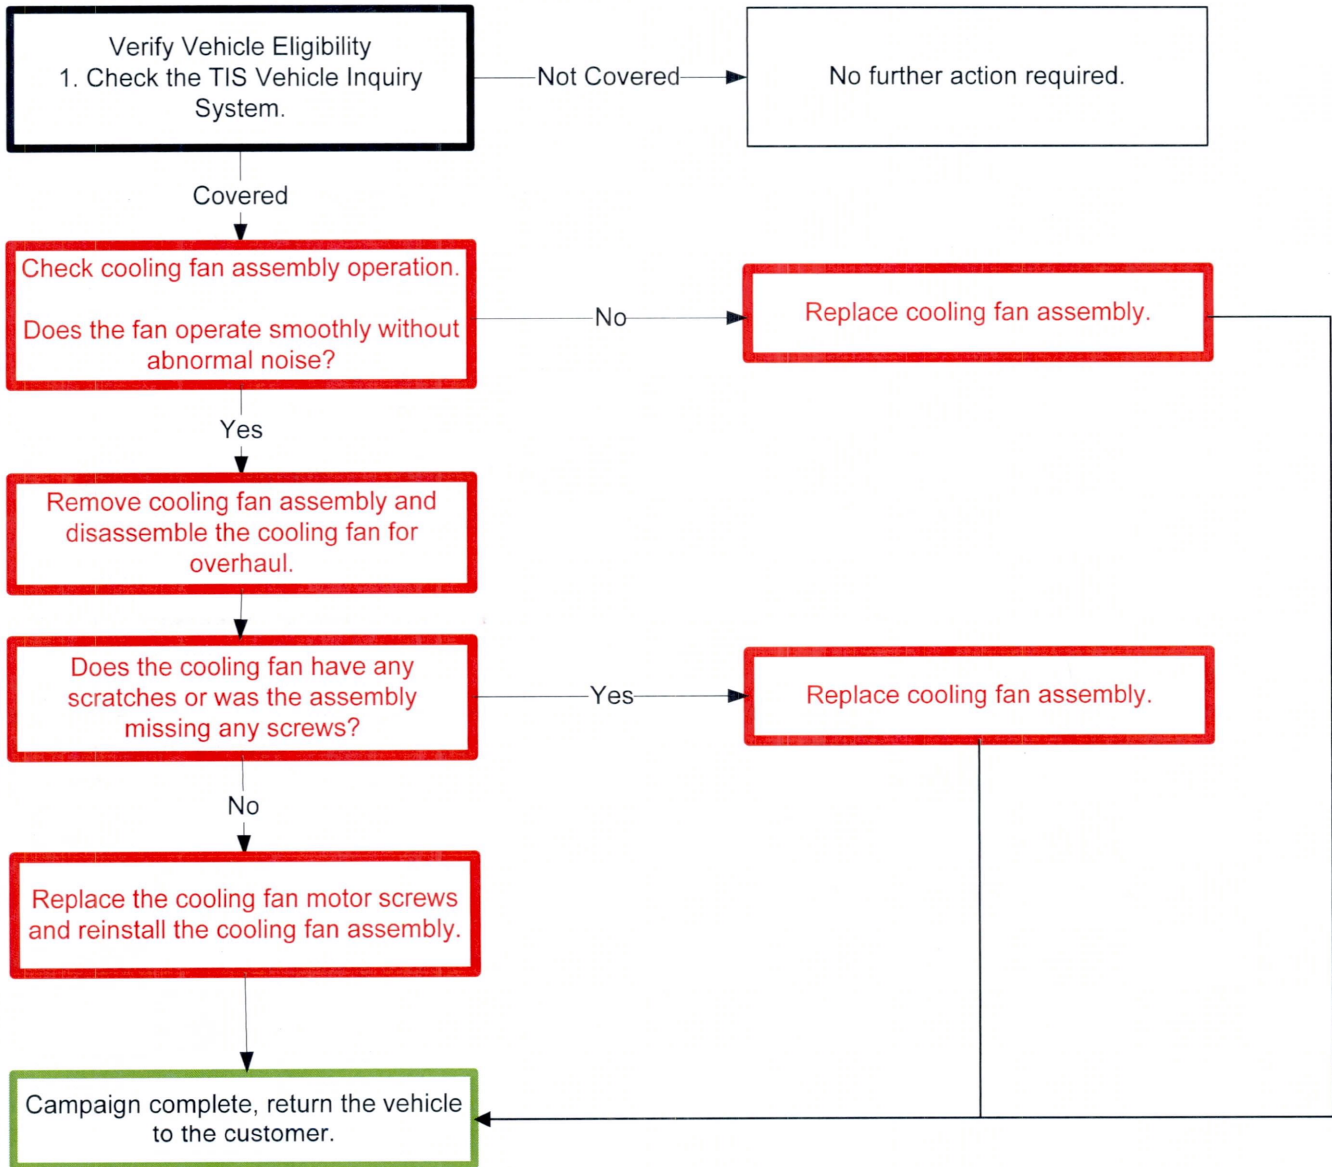 Verify Vehicle Eligibility
1. Check the TIS Vehicle Inquiry
System.
Not Covered
No further action required.
Covered
Check cooling fan assembly operation.
Does the fan operate smoothly without
abnormal noise?
No
Replace cooling fan assembly.
Yes
Remove cooling fan assembly and
disassemble the cooling fan for
overhaul.
Does the cooling fan have any
scratches or was the assembly
missing any screws?
Yes
Replace cooling fan assembly.
No
Replace the cooling fan motor screws
and reinstall the cooling fan assembly.
Campaign complete, return the vehicle
to the customer.